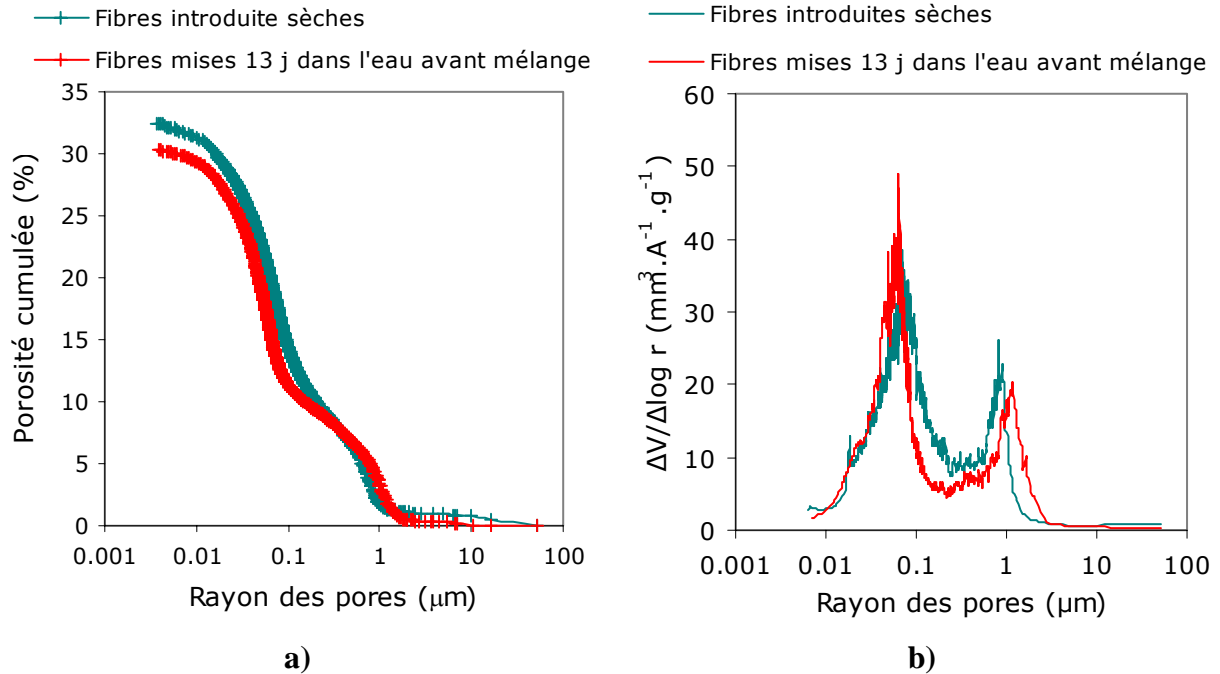 Fibres introduite sèches
Fibres mises 13 j dans l'eau avant mélange
35
30
25
20
15
10
5
0
Porosité cumulée (%)
0.001 0.01 0.1 1 10 100
Rayon des pores (μm)
a)
Fibres introduites sèches
Fibres mises 13 j dans l'eau avant mélange
60
50
40
30
20
10
0
ΔV/Δlog r (mm³.A⁻¹.g⁻¹)
0.001 0.01 0.1 1 10 100
Rayon des pores (µm)
b)